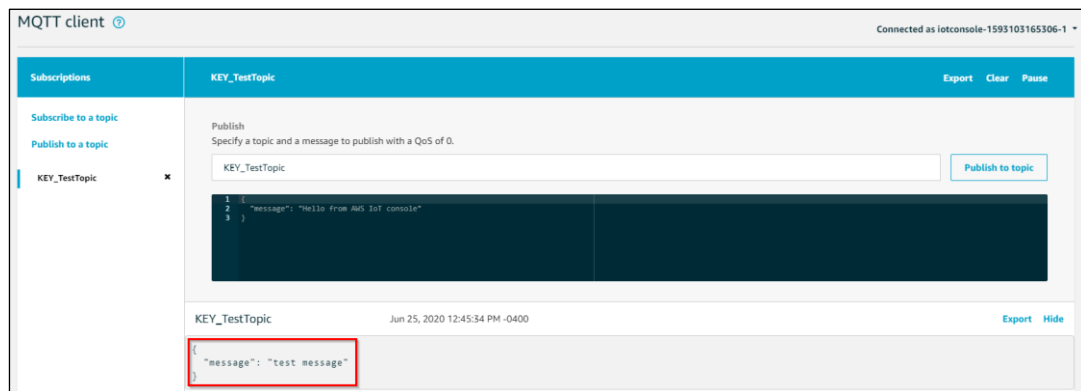 MQTT client ?
Connected as iotconsole-1593103165306-1
Subscriptions
KEY_TestTopic
Export Clear Pause
Subscribe to a topic
Publish to a topic
KEY_TestTopic ×
Publish
Specify a topic and a message to publish with a QoS of 0.
KEY_TestTopic
Publish to topic
1 {
2 "message": "Hello from AWS IoT console"
3 }
KEY_TestTopic Jun 25, 2020 12:45:34 PM -0400 Export Hide
{
"message": "test message"
}